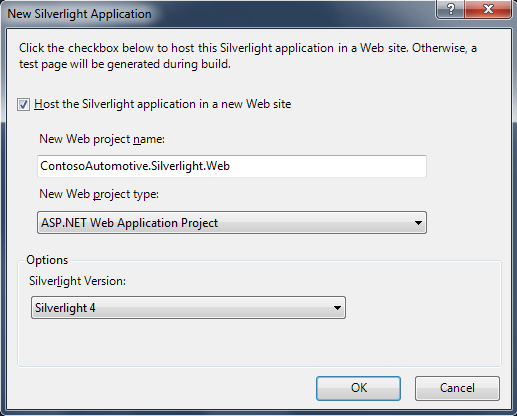 New Silverlight Application
Click the checkbox below to host this Silverlight application in a Web site. Otherwise, a
test page will be generated during build.
Host the Silverlight application in a new Web site
New Web project name:
ContosoAutomotive.Silverlight.Web
New Web project type:
ASP.NET Web Application Project
Options
Silverlight Version:
Silverlight 4
OK
Cancel